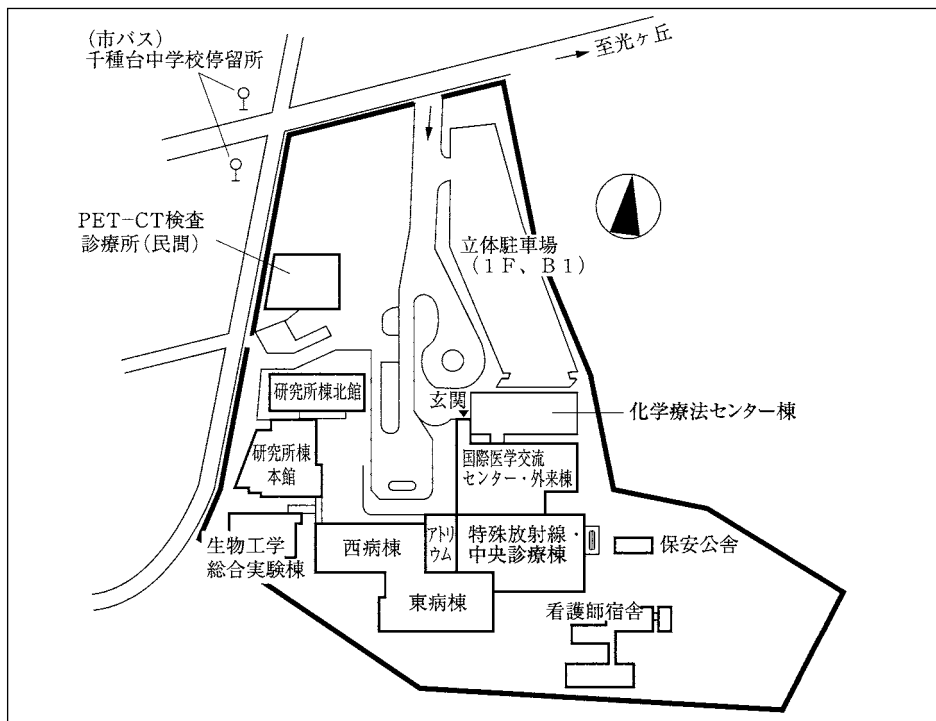 (市バス)
千種台中学校停留所
至光ヶ丘
PET-CT検査
診療所(民間)
立体駐車場
(1F、B1)
研究所棟北館
玄関
化学療法センター棟
研究所棟
本館
国際医学交流
センター・外来棟
生物工学
総合実験棟
西病棟
アトリ
ウム
特殊放射線・
中央診療棟
保安公舎
東病棟
看護師宿舎